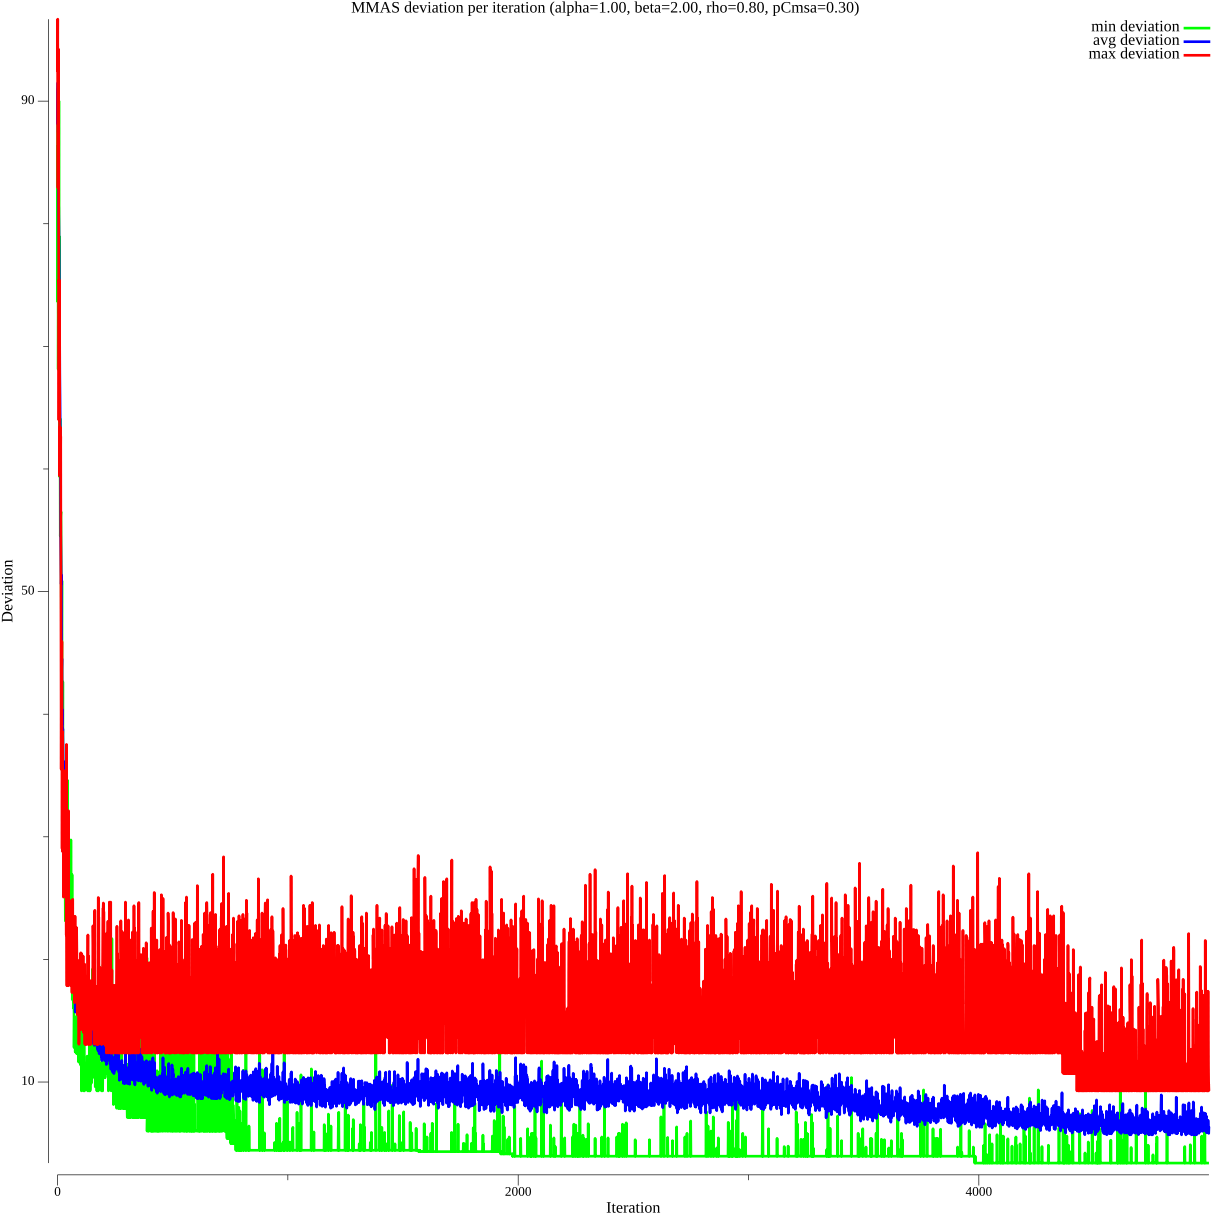 MMAS deviation per iteration (alpha=1.00, beta=2.00, rho=0.80, pCmsa=0.30)
min deviation
avg deviation
max deviation
90
50
10
Deviation
0
2000
4000
Iteration